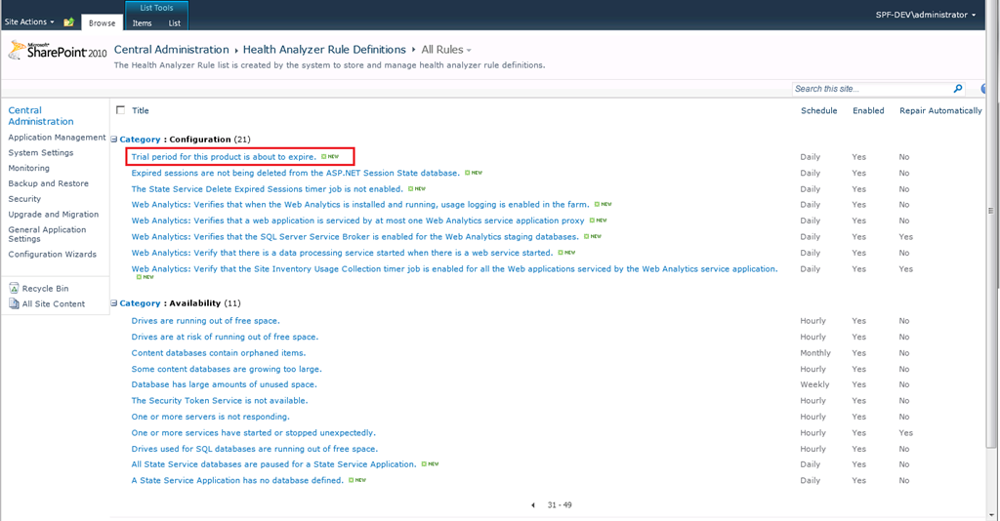 List Tools
Site Actions
Browse
Items
List
SPF-DEV\administrator
Microsoft
SharePoint 2010
Central Administration
Health Analyzer Rule Definitions
All Rules
The Health Analyzer Rule list is created by the system to store and manage health analyzer rule definitions.
Search this site...
Central
Administration
Application Management
System Settings
Monitoring
Backup and Restore
Security
Upgrade and Migration
General Application
Settings
Configuration Wizards
Recycle Bin
All Site Content
Title Schedule Enabled Repair Automatically
Category : Configuration (21)
Trial period for this product is about to expire. NEW Daily Yes No
Expired sessions are not being deleted from the ASP.NET Session State database. NEW Daily Yes No
The State Service Delete Expired Sessions timer job is not enabled. NEW Daily Yes No
Web Analytics: Verifies that when the Web Analytics is installed and running, usage logging is enabled in the farm. NEW Daily Yes No
Web Analytics: Verifies that a web application is serviced by at most one Web Analytics service application proxy NEW Daily Yes No
Web Analytics: Verifies that the SQL Server Service Broker is enabled for the Web Analytics staging databases. NEW Daily Yes Yes
Web Analytics: Verify that there is a data processing service started when there is a web service started. NEW Daily Yes No
Web Analytics: Verify that the Site Inventory Usage Collection timer job is enabled for all the Web applications serviced by the Web Analytics service application. Daily Yes Yes
NEW
Category : Availability (11)
Drives are running out of free space. Hourly Yes No
Drives are at risk of running out of free space. Hourly Yes No
Content databases contain orphaned items. Monthly Yes No
Some content databases are growing too large. Hourly Yes No
Database has large amounts of unused space. Weekly Yes No
The Security Token Service is not available. Hourly Yes No
One or more servers is not responding. Hourly Yes No
One or more services have started or stopped unexpectedly. Hourly Yes Yes
Drives used for SQL databases are running out of free space. Hourly Yes No
All State Service databases are paused for a State Service Application. NEW Daily Yes No
A State Service Application has no database defined. NEW Daily Yes No
31 - 49